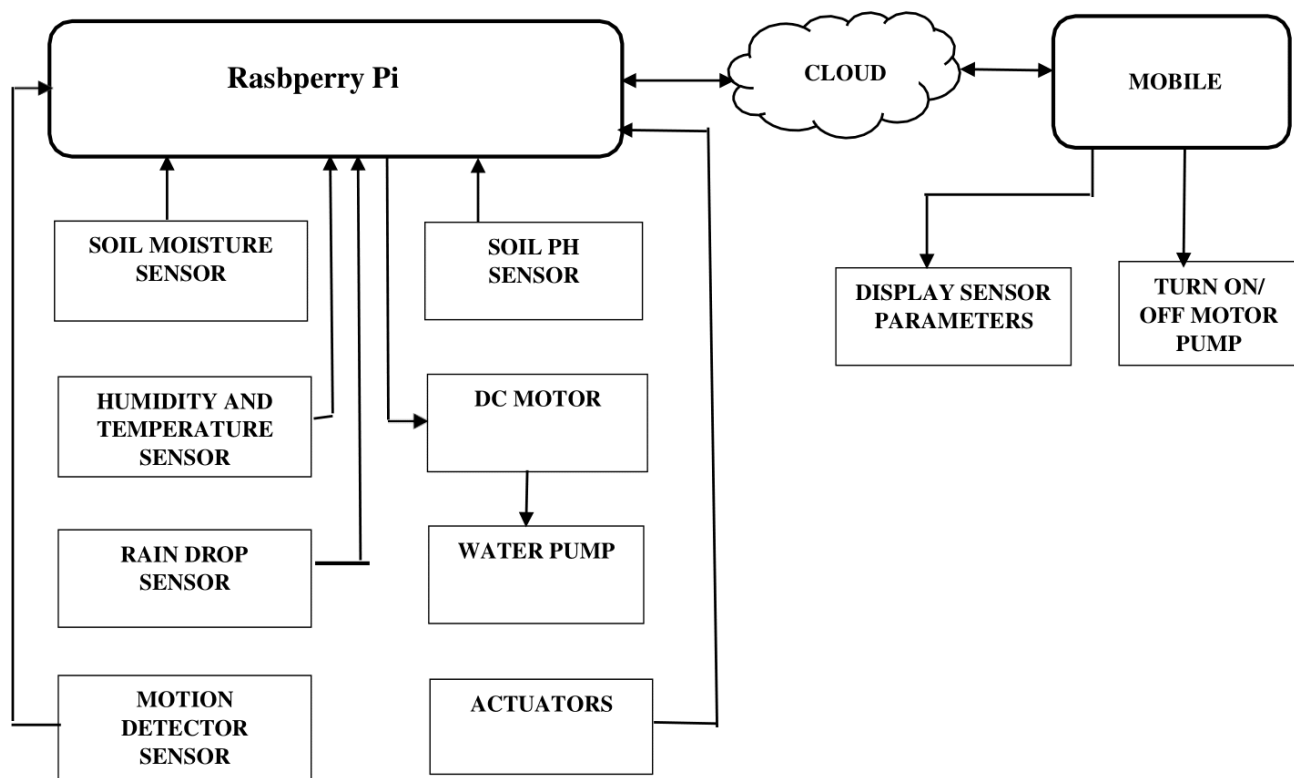 Rasbperry Pi
CLOUD
MOBILE
SOIL MOISTURE
SENSOR
SOIL PH
SENSOR
DISPLAY SENSOR
PARAMETERS
TURN ON/
OFF MOTOR
PUMP
HUMIDITY AND
TEMPERATURE
SENSOR
DC MOTOR
RAIN DROP
SENSOR
WATER PUMP
MOTION
DETECTOR
SENSOR
ACTUATORS